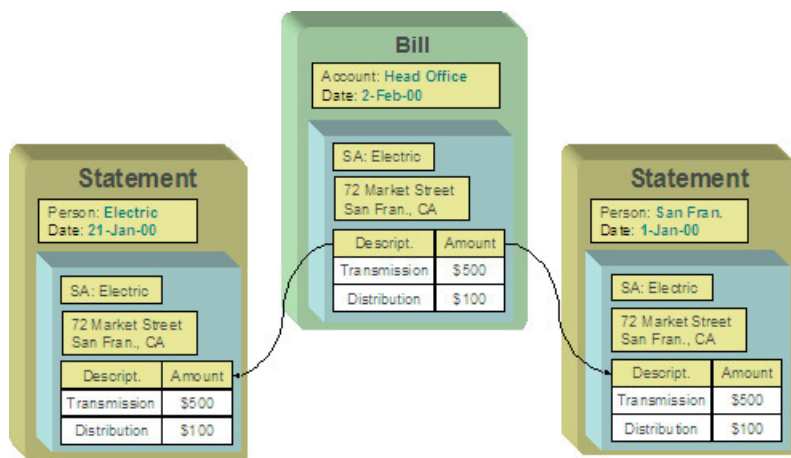 Bill
Account: Head Office
Date: 2-Feb-00
SA: Electric
72 Market Street
San Fran., CA
Descript. Amount
Transmission $500
Distribution $100
Statement
Person: Electric
Date: 21-Jan-00
SA: Electric
72 Market Street
San Fran., CA
Descript. Amount
Transmission $500
Distribution $100
Statement
Person: San Fran.
Date: 1-Jan-00
SA: Electric
72 Market Street
San Fran., CA
Descript. Amount
Transmission $500
Distribution $100